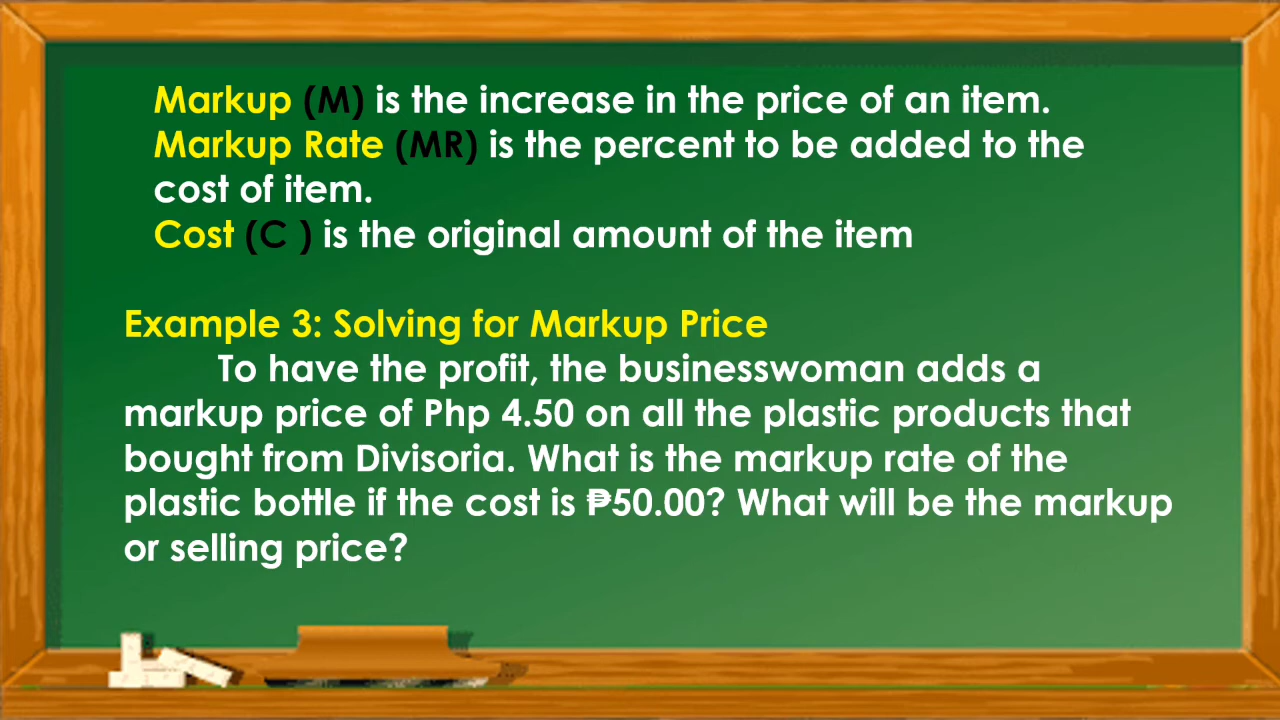 Markup (M) is the increase in the price of an item.
Markup Rate (MR) is the percent to be added to the
cost of item.
Cost (C ) is the original amount of the item
Example 3: Solving for Markup Price
To have the profit, the businesswoman adds a
markup price of Php 4.50 on all the plastic products that
bought from Divisoria. What is the markup rate of the
plastic bottle if the cost is ₱50.00? What will be the markup
or selling price?